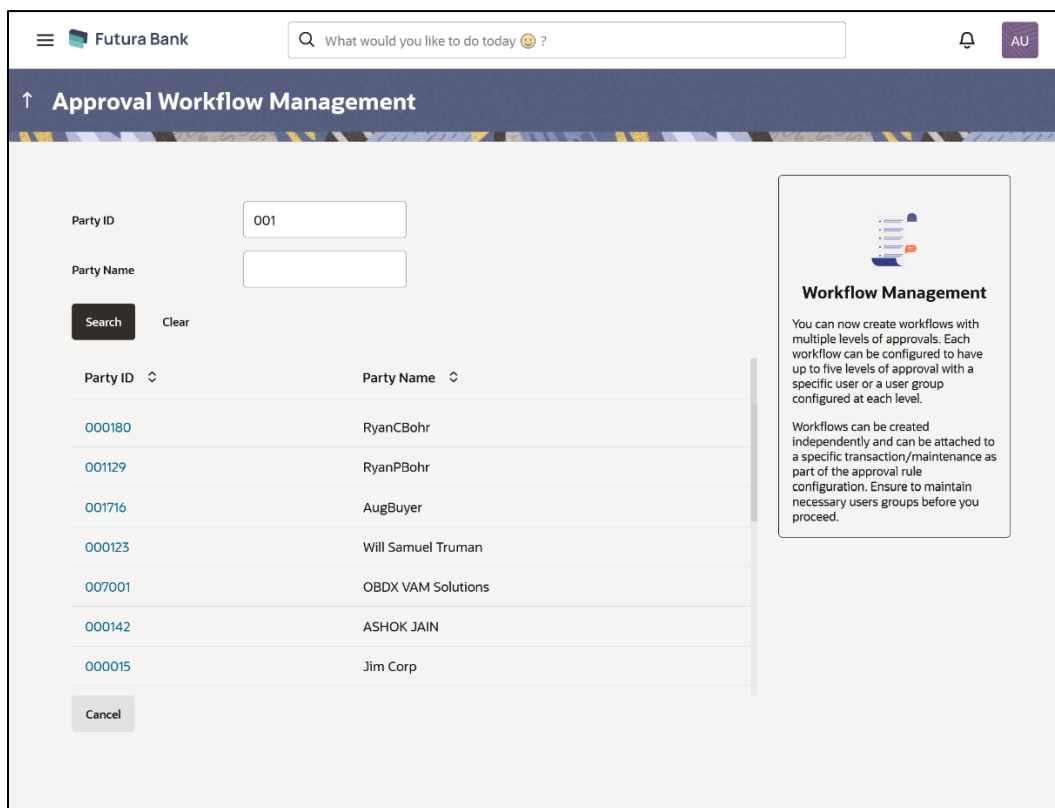 Futura Bank
What would you like to do today 😀 ?
AU
↑ Approval Workflow Management
Party ID
001
Party Name
Search Clear
Party ID Party Name
000180 RyanCBohr
001129 RyanPBohr
001716 AugBuyer
000123 Will Samuel Truman
007001 OBDX VAM Solutions
000142 ASHOK JAIN
000015 Jim Corp
Cancel
Workflow Management
You can now create workflows with
multiple levels of approvals. Each
workflow can be configured to have
up to five levels of approval with a
specific user or a user group
configured at each level.
Workflows can be created
independently and can be attached to
a specific transaction/maintenance as
part of the approval rule
configuration. Ensure to maintain
necessary users groups before you
proceed.